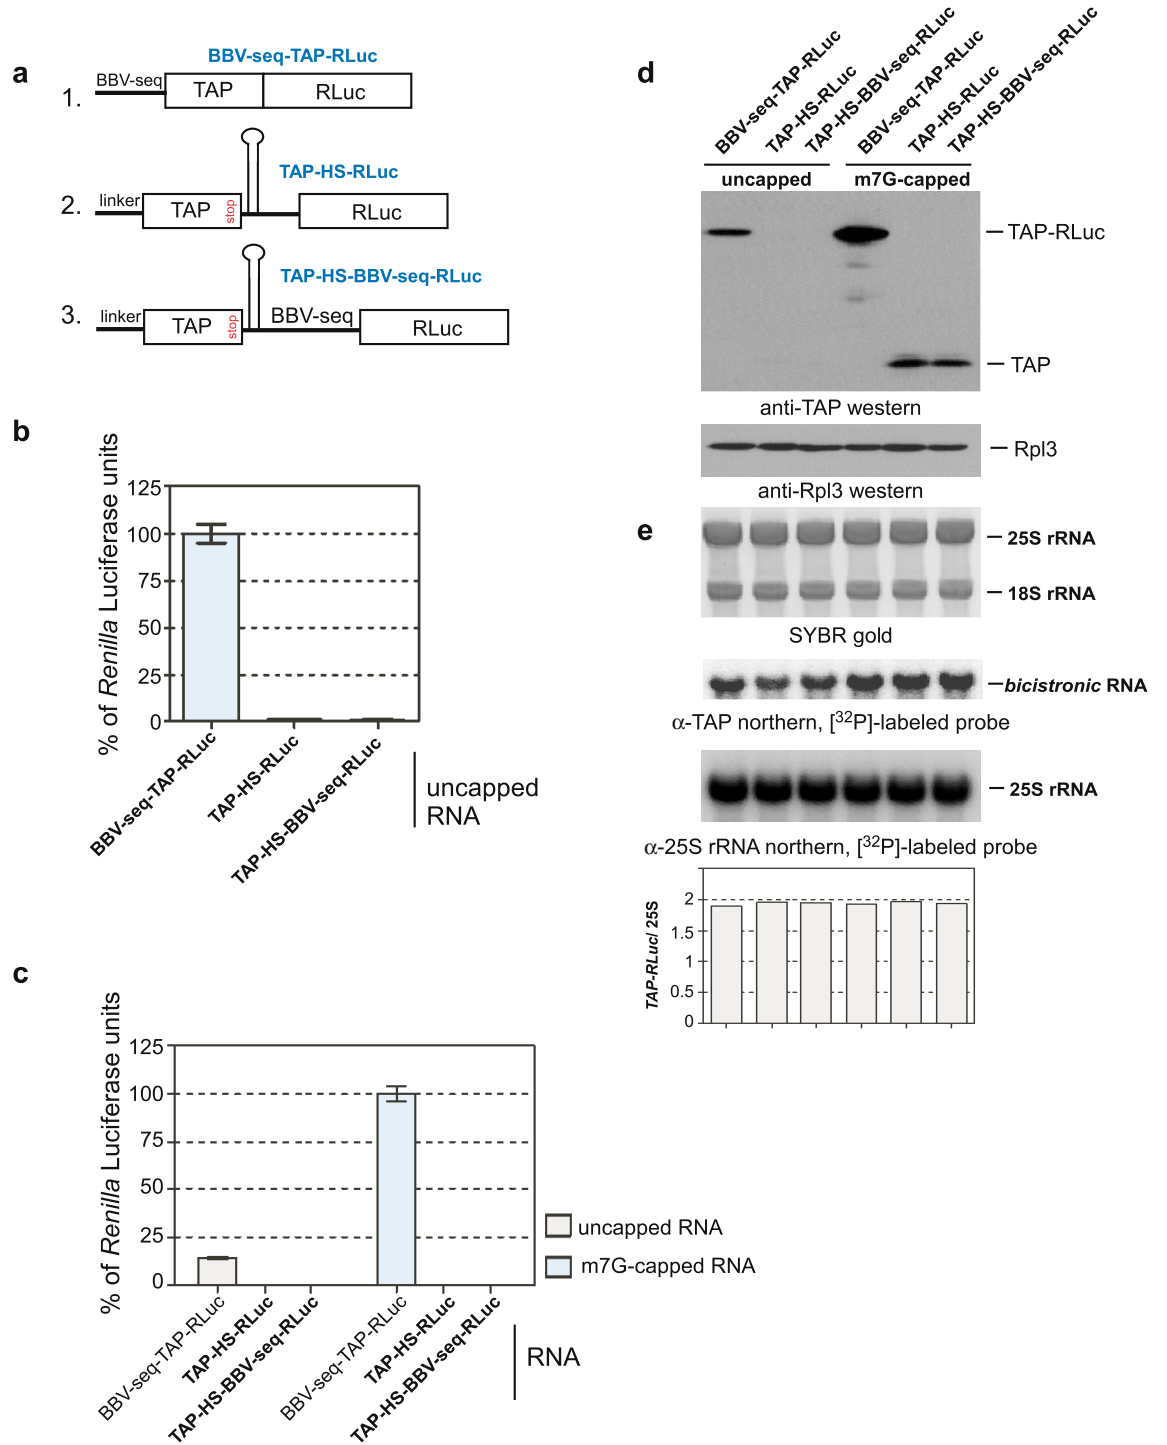 a
BBV-seq-TAP-RLuc
1.
BBV-seq
TAP
RLuc
TAP-HS-RLuc
2.
linker
TAP
stop
RLuc
TAP-HS-BBV-seq-RLuc
3.
linker
TAP
stop
BBV-seq
RLuc
b
% of Renilla Luciferase units
125
100
75
50
25
0
BBV-seq-TAP-RLuc
TAP-HS-RLuc
TAP-HS-BBV-seq-RLuc
uncapped
RNA
c
% of Renilla Luciferase units
125
100
75
50
25
0
BBV-seq-TAP-RLuc
TAP-HS-RLuc
TAP-HS-BBV-seq-RLuc
BBV-seq-TAP-RLuc
TAP-HS-RLuc
TAP-HS-BBV-seq-RLuc
RNA
uncapped RNA
m7G-capped RNA
d
BBV-seq-TAP-RLuc
TAP-HS-RLuc
TAP-HS-BBV-seq-RLuc
BBV-seq-TAP-RLuc
TAP-HS-RLuc
TAP-HS-BBV-seq-RLuc
uncapped
m7G-capped
TAP-RLuc
TAP
anti-TAP western
Rpl3
anti-Rpl3 western
e
25S rRNA
18S rRNA
SYBR gold
bicistronic RNA
α-TAP northern, [³²P]-labeled probe
25S rRNA
α-25S rRNA northern, [³²P]-labeled probe
TAP-RLuc/ 25S
2
1.5
1
0.5
0